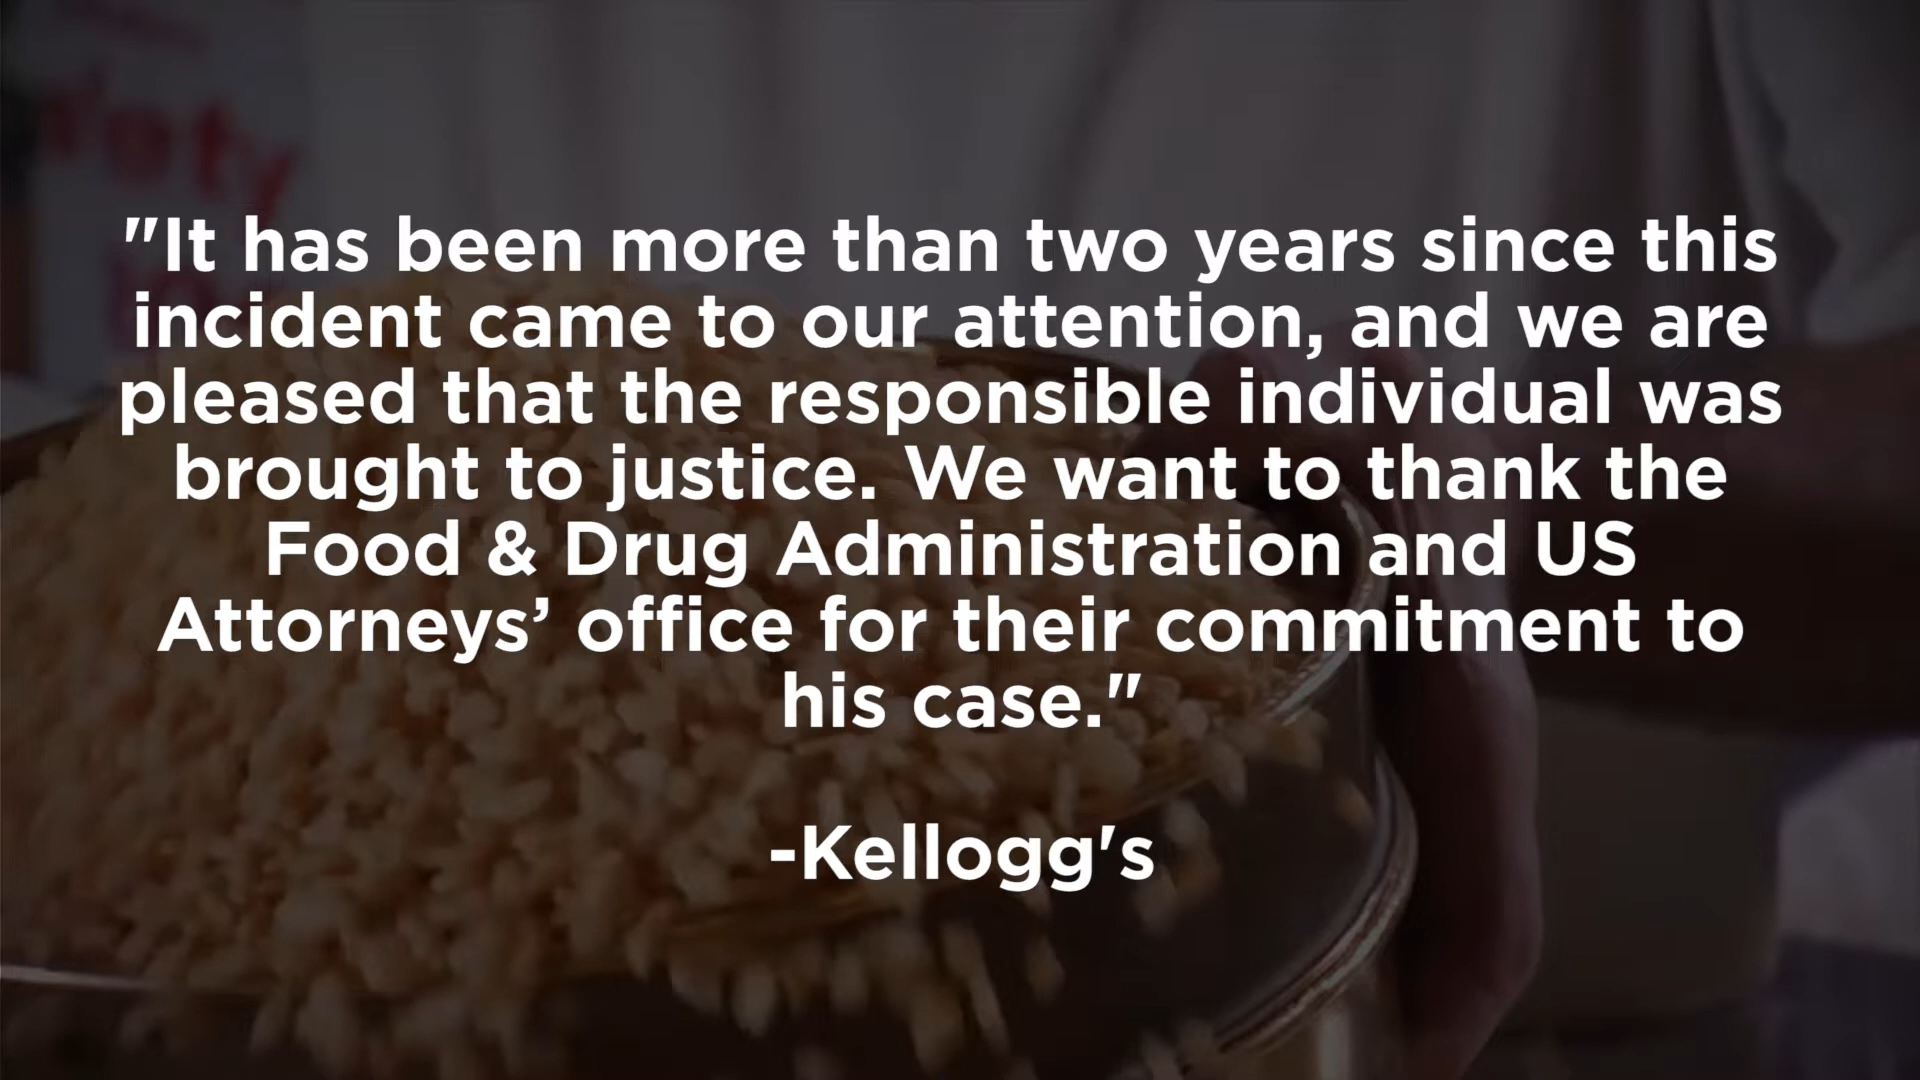 "It has been more than two years since this
incident came to our attention, and we are
pleased that the responsible individual was
brought to justice. We want to thank the
Food & Drug Administration and US
Attorneys’ office for their commitment to
his case."
-Kellogg's